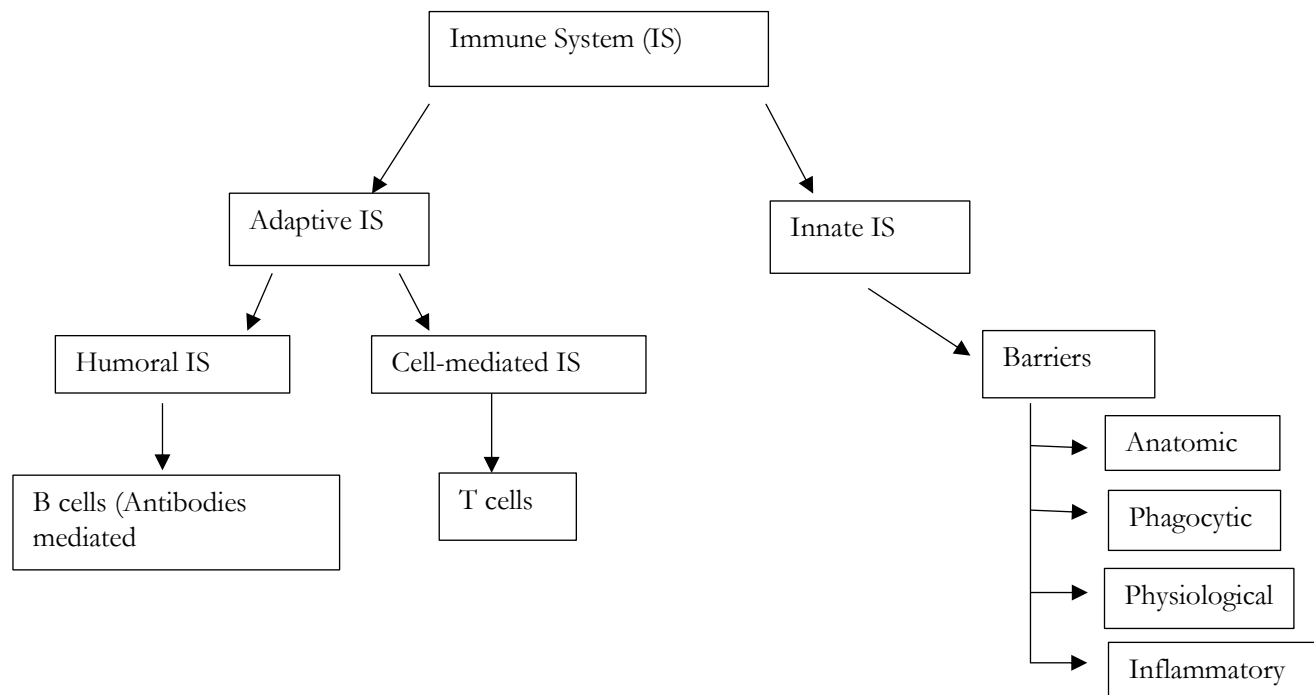 Immune System (IS)
Adaptive IS
Innate IS
Humoral IS
Cell-mediated IS
Barriers
Anatomic
B cells (Antibodies
mediated
T cells
Phagocytic
Physiological
Inflammatory